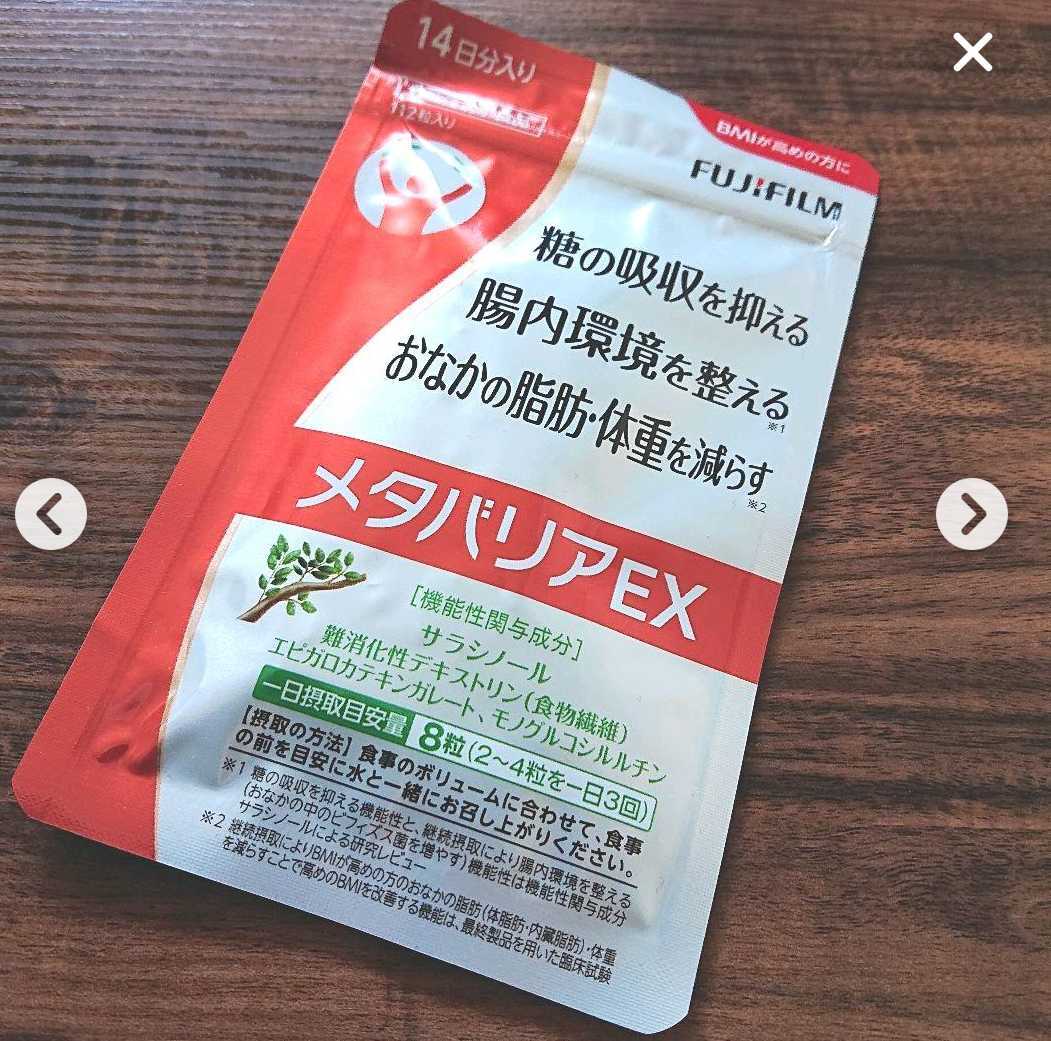 14日分入り
112粒入り
BMIが高めの方に
FUJIFILM
糖の吸収を抑える
腸内環境を整える※1
おなかの脂肪・体重を減らす※2
メタバリアEX
[機能性関与成分]
サラシノール
難消化性デキストリン(食物繊維)
エピガロカテキンガレート、モノグルコシルルチン
一日摂取目安量 8粒(2～4粒を一日3回)
【摂取の方法】食事のボリュームに合わせて、食事
の前を目安に水と一緒にお召し上がりください。
※1 糖の吸収を抑える機能性と、継続摂取により腸内環境を整える
(おなかの中のビフィズス菌を増やす)機能性は機能性関与成分
サラシノールによる研究レビュー
※2 継続摂取によりBMIが高めの方のおなかの脂肪(体脂肪・内臓脂肪)・体重
を減らすことで高めのBMIを改善する機能は、最終製品を用いた臨床試験